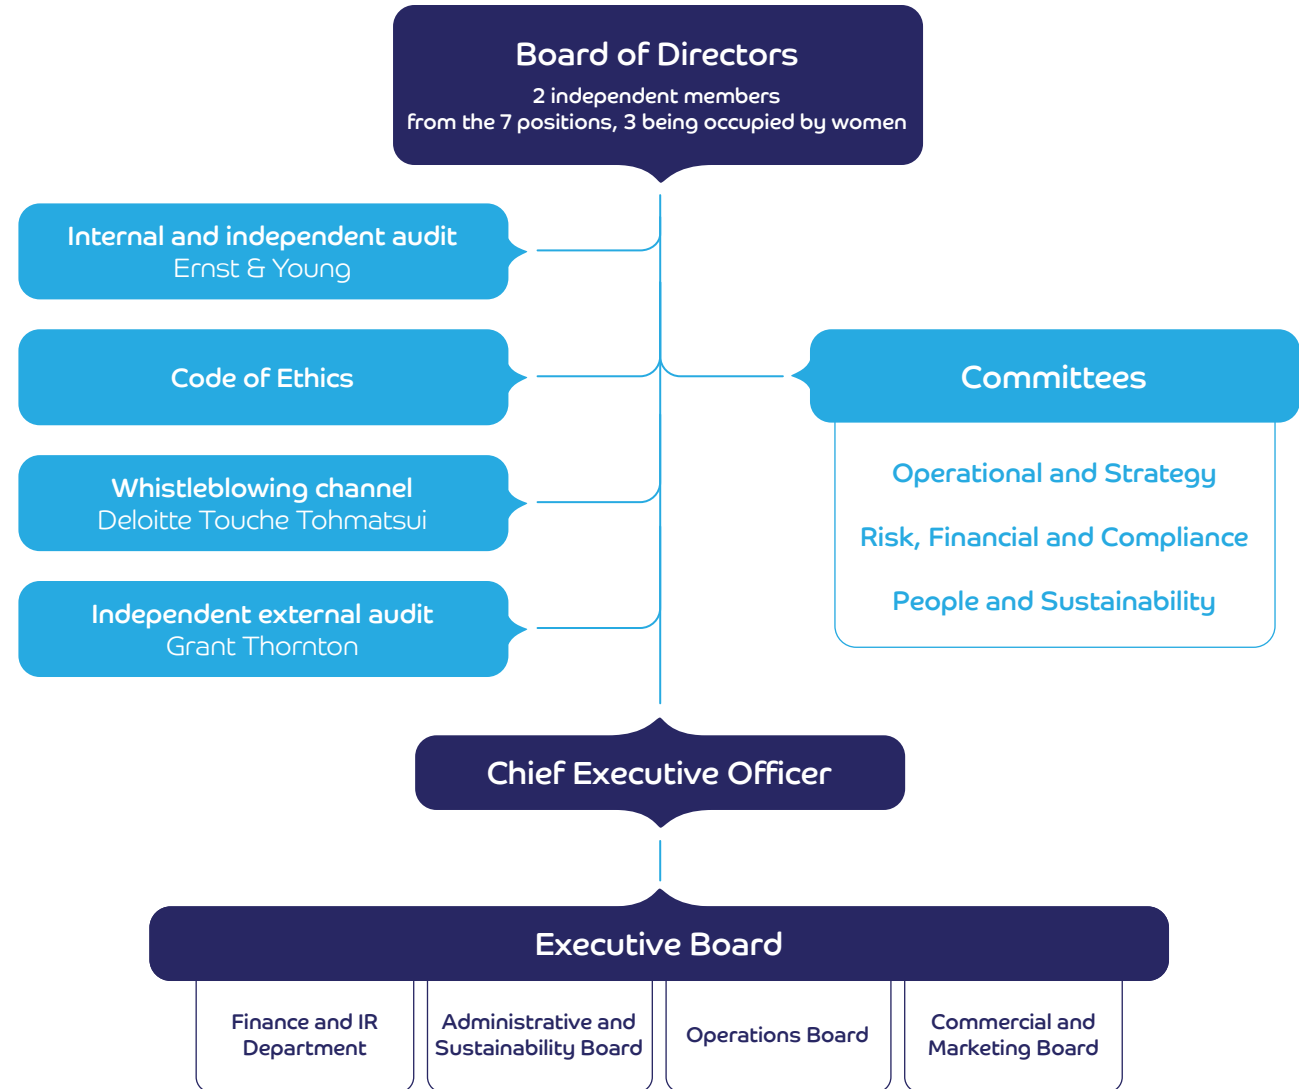 Board of Directors
2 independent members
from the 7 positions, 3 being occupied by women
Internal and independent audit
Ernst & Young
Code of Ethics
Whistleblowing channel
Deloitte Touche Tohmatsui
Independent external audit
Grant Thornton
Committees
Operational and Strategy
Risk, Financial and Compliance
People and Sustainability
Chief Executive Officer
Executive Board
Finance and IR
Department
Administrative and
Sustainability Board
Operations Board
Commercial and
Marketing Board